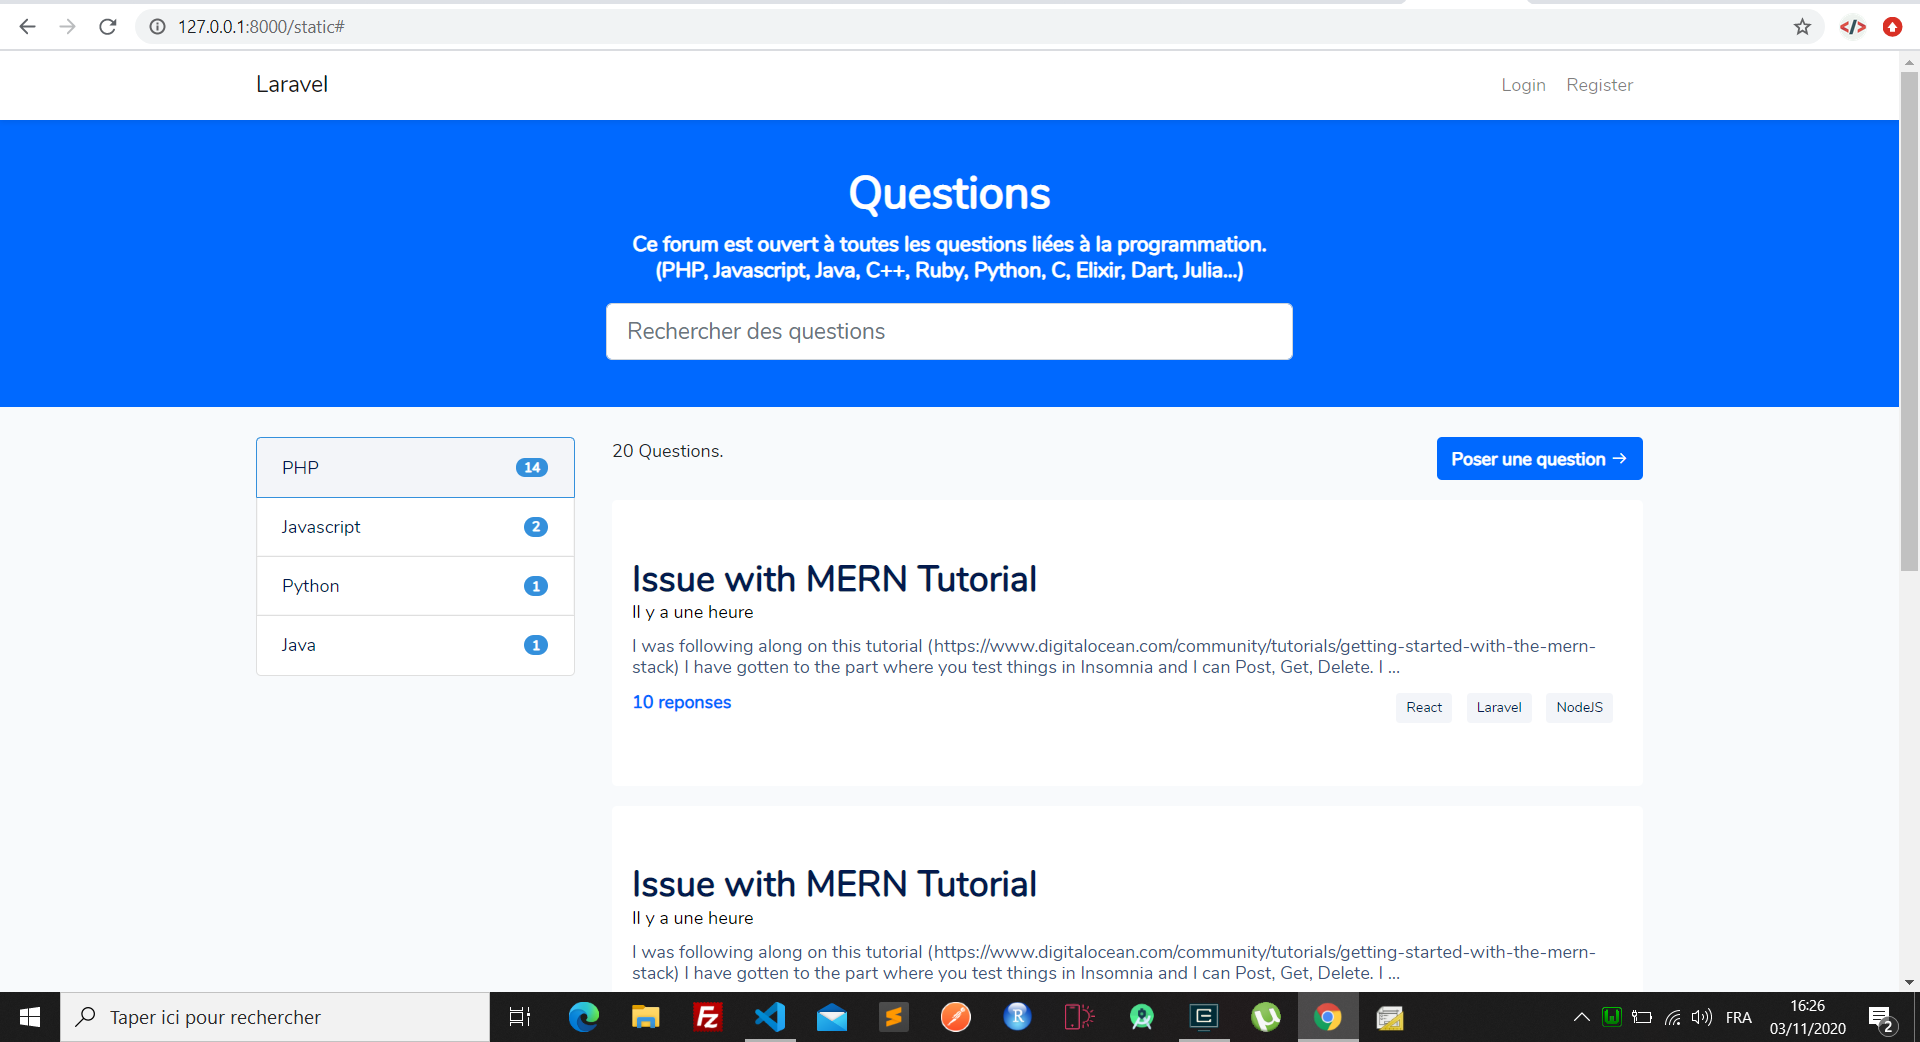 127.0.0.1:8000/static#
Laravel
Login Register
Questions
Ce forum est ouvert à toutes les questions liées à la programmation.
(PHP, Javascript, Java, C++, Ruby, Python, C, Elixir, Dart, Julia...)
Rechercher des questions
PHP 14
Javascript 2
Python 1
Java 1
20 Questions.
Poser une question →
Issue with MERN Tutorial
Il y a une heure
I was following along on this tutorial (https://www.digitalocean.com/community/tutorials/getting-started-with-the-mern-
stack) I have gotten to the part where you test things in Insomnia and I can Post, Get, Delete. I ...
10 reponses
React Laravel NodeJS
Issue with MERN Tutorial
Il y a une heure
I was following along on this tutorial (https://www.digitalocean.com/community/tutorials/getting-started-with-the-mern-
stack) I have gotten to the part where you test things in Insomnia and I can Post, Get, Delete. I ...
Taper ici pour rechercher
FRA
16:26
03/11/2020
2